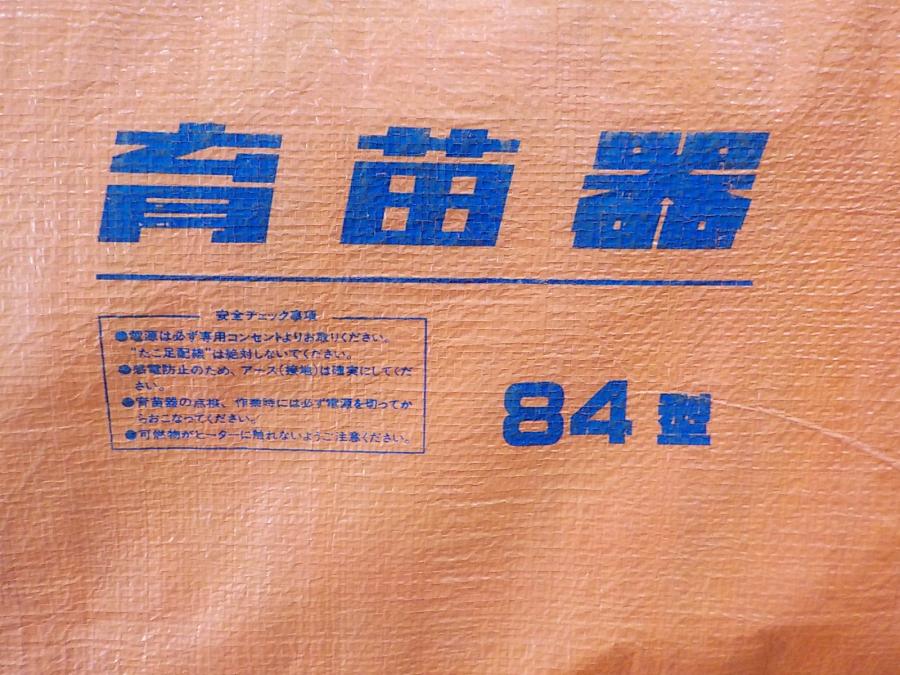 育苗器
安全チェック事項
●電源は必ず専用コンセントよりお取りください。
"たこ足配線"は絶対しないでください。
●感電防止のため、アース(接地)は確実にしてくだ
さい。
●育苗器の点検、作業時には必ず電源を切ってか
らおこなってください。
●可燃物がヒーターに触れないようご注意ください。
84型